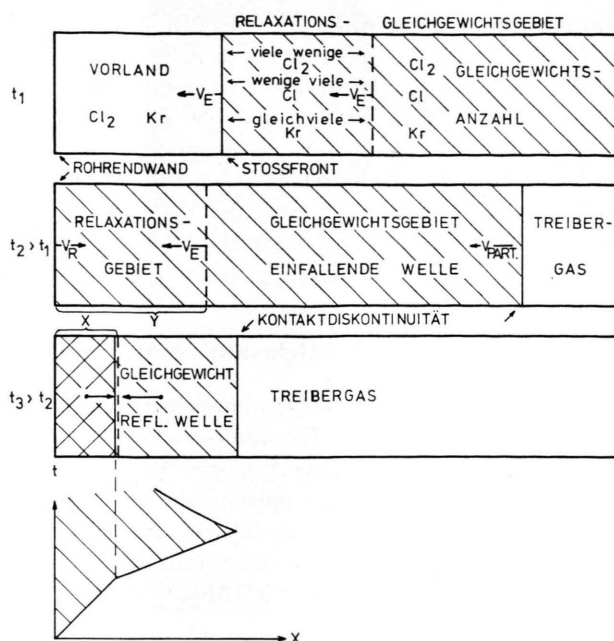 RELAXATIONS - GLEICHGEWICHTSGEBIET
t1
VORLAND
Cl2 Kr
VE
viele wenige
Cl2
wenige viele
Cl
gleichviele
Kr
VE
Cl2
Cl
Kr
GLEICHGEWICHTS-
ANZAHL
ROHRENDWAND
STOSSFRONT
t2 > t1
RELAXATIONS -
GEBIET
VR
VE
GLEICHGEWICHTSGEBIET
EINFALLENDE WELLE
VPART.
TREIBER-
GAS
X
Y
KONTAKTDISKONTINUITÄT
t3 > t2
GLEICHGEWICHT
REFL. WELLE
TREIBERGAS
t
X